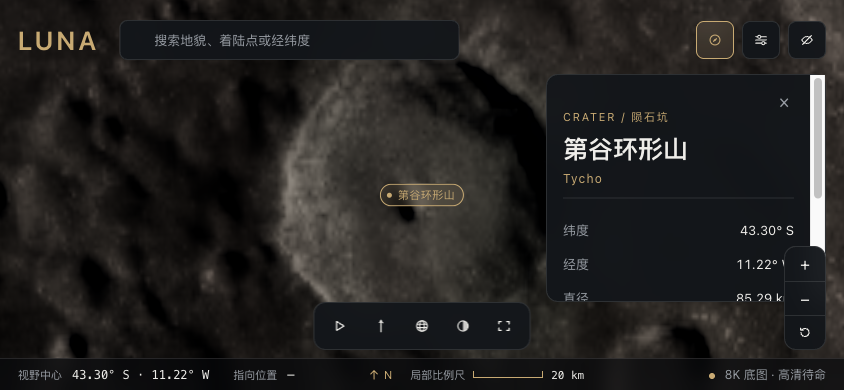 LUNA
搜索地貌、着陆点或经纬度
CRATER / 陨石坑
第谷环形山
Tycho
第谷环形山
纬度 43.30° S
经度 11.22°
直径 85.29
视野中心 43.30° S · 11.22° W
指向位置 —
↑ N
局部比例尺 20 km
8K 底图 · 高清待命